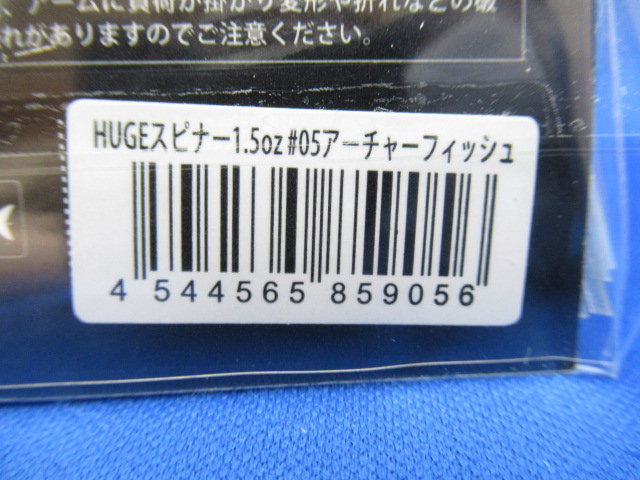 、アームに負荷が掛かり変形や折れなどの破
れがありますのでご注意ください。
HUGEスピナー1.5oz #05アーチャーフィッシュ
4 544565 859056